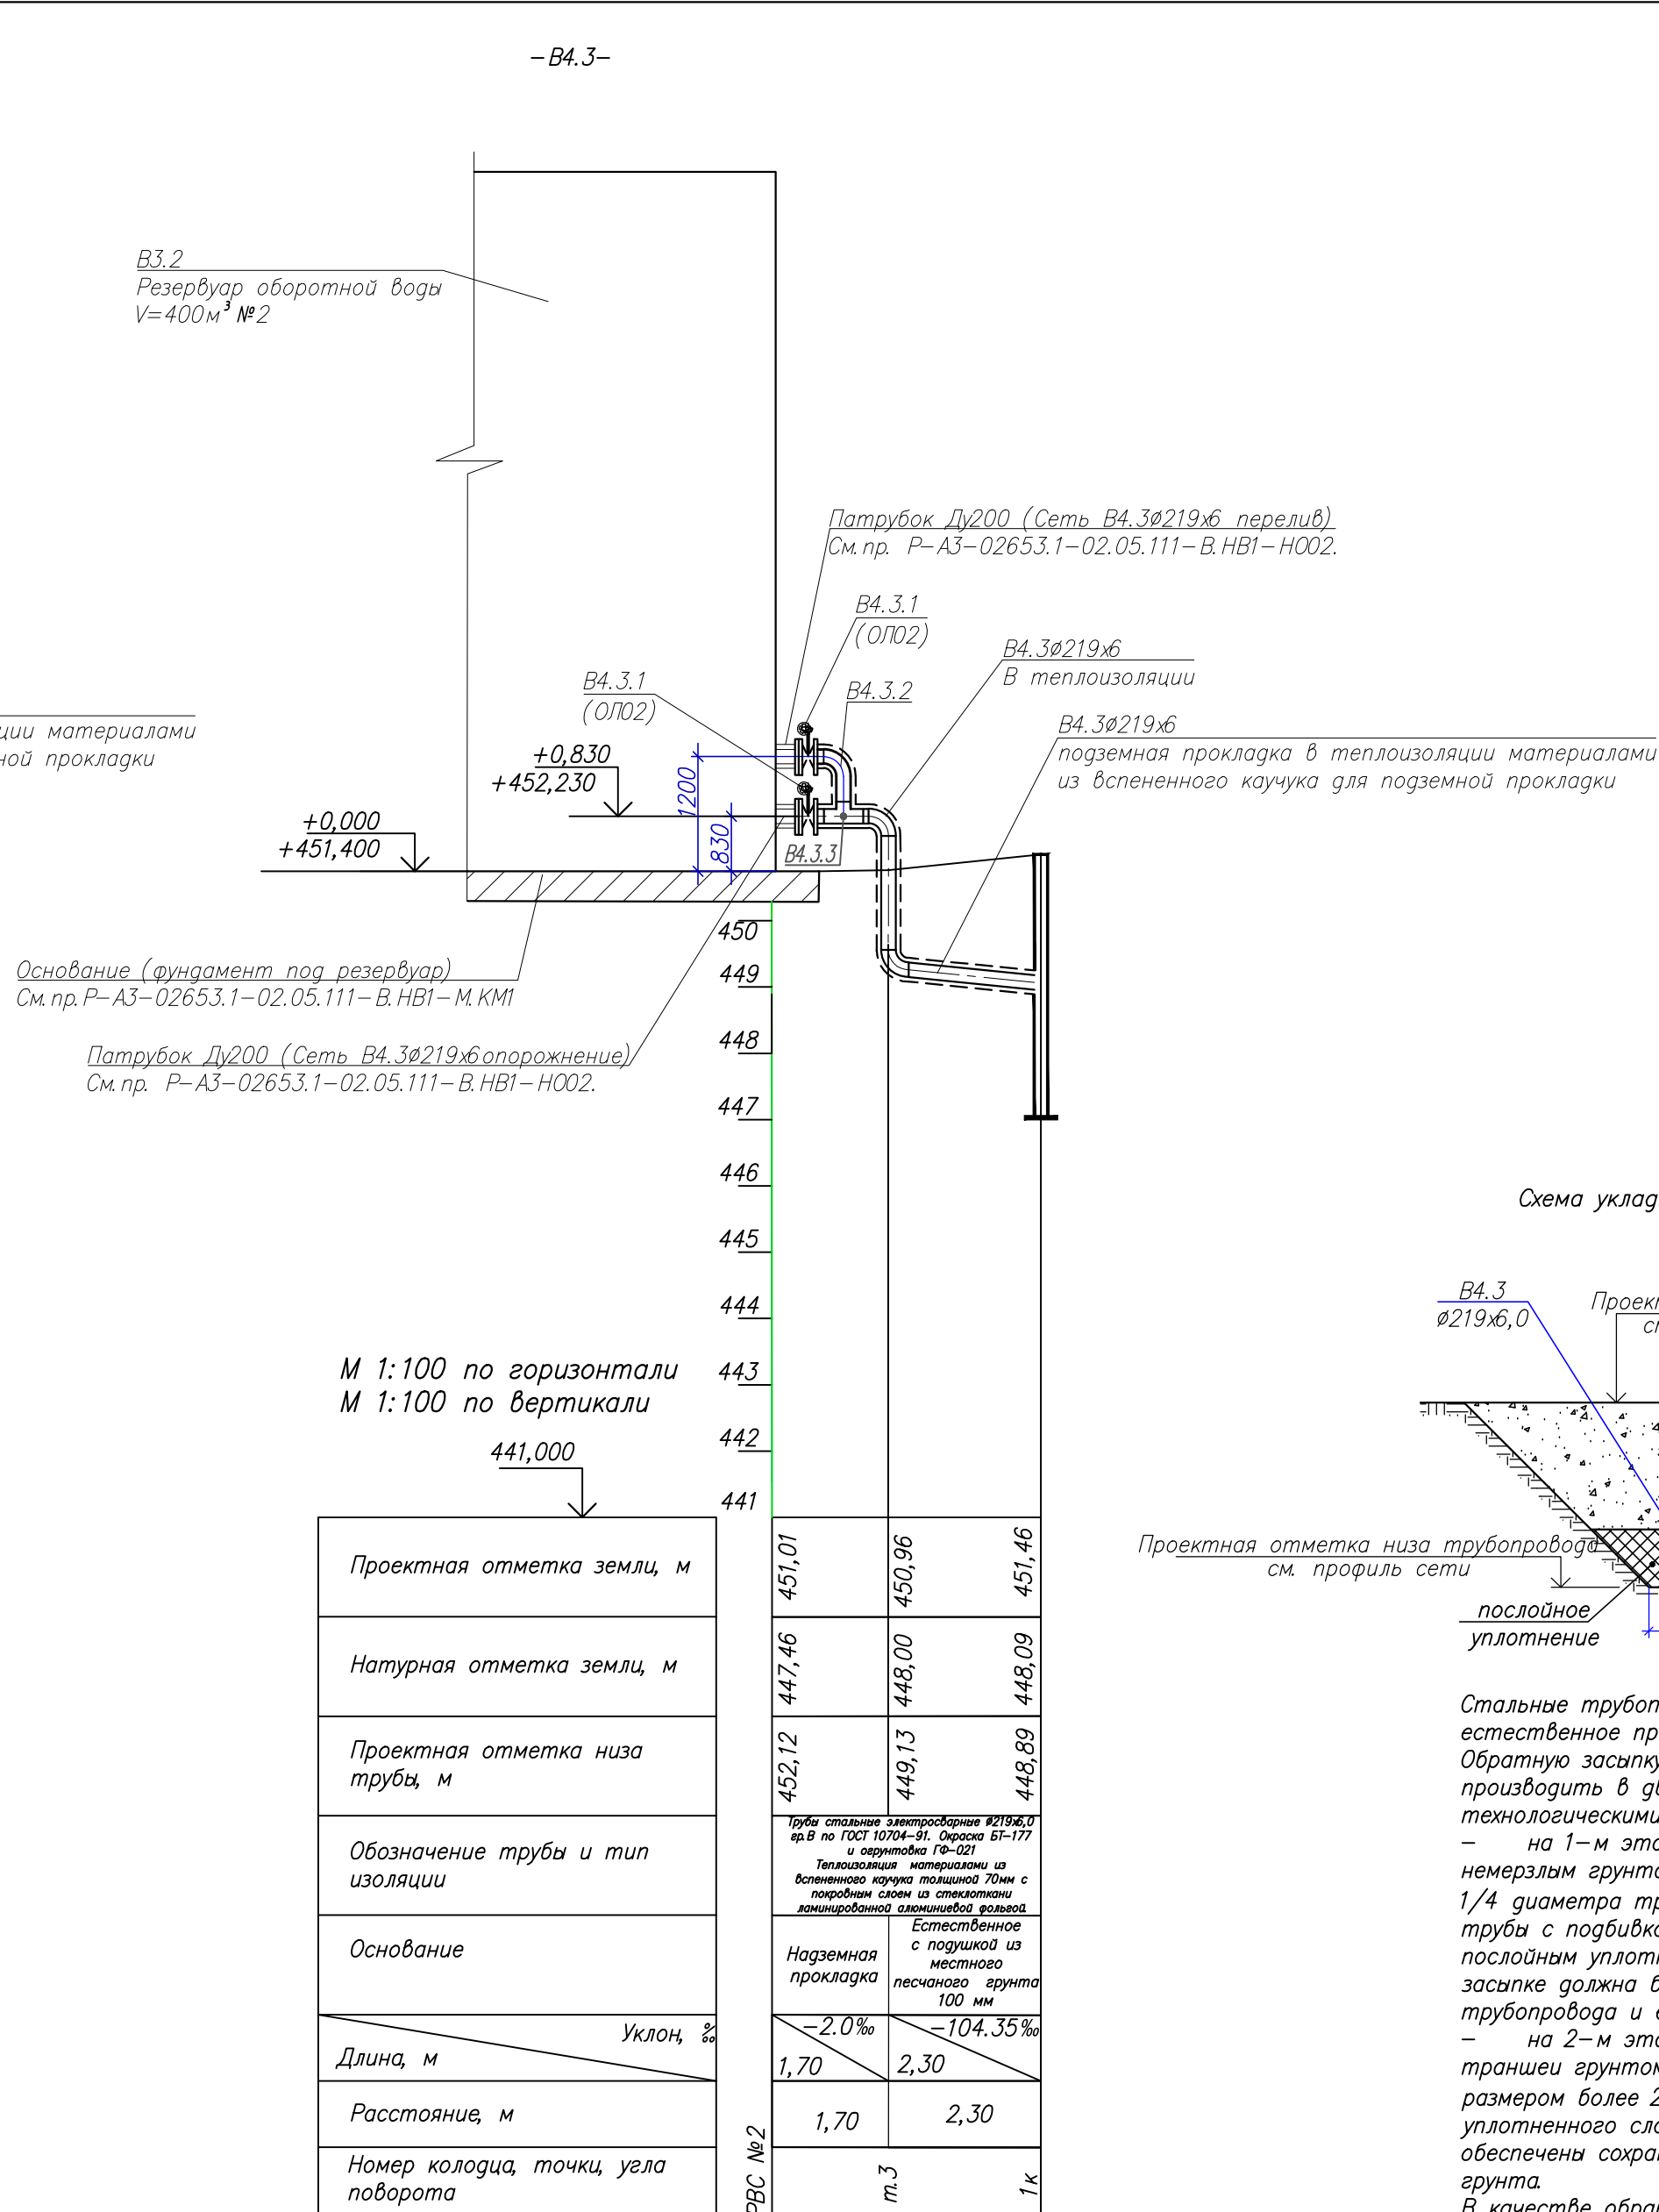 -В4.3-
В3.2
Резервуар оборотной воды
V=400м³ №2
Патрубок Ду200 (Сеть В4.3ø219х6 перелив)
См.пр. Р-АЗ-02653.1-02.05.111-В.НВ1-НО02.
В4.3.1
(ОЛ02)
В4.3ø219х6
В теплоизоляции
В4.3.1
(ОЛ02)
В4.3.2
В4.3ø219х6
подземная прокладка в теплоизоляции материалами
из вспененного каучука для подземной прокладки
ции материалами
ной прокладки
+0,830
+452,230
1200
830
+0,000
+451,400
В4.3.3
Основание (фундамент под резервуар)
См.пр.Р-АЗ-02653.1-02.05.111-В.НВ1-М.КМ1
Патрубок Ду200 (Сеть В4.3ø219х6 опорожнение)
См.пр. Р-АЗ-02653.1-02.05.111-В.НВ1-НО02.
450
449
448
447
446
445
444
443
442
441
М 1:100 по горизонтали
М 1:100 по вертикали
441,000
Проектная отметка земли, м
451,01
450,96
451,46
Натурная отметка земли, м
447,46
448,00
448,09
Проектная отметка низа
трубы, м
452,12
449,13
448,89
Обозначение трубы и тип
изоляции
Трубы стальные электросварные ø219х6,0
гр.В по ГОСТ 10704-91. Окраска БТ-177
и огрунтовка ГФ-021
Теплоизоляция материалами из
вспененного каучука толщиной 70мм с
покровным слоем из стеклоткани
ламинированной алюминиевой фольгой.
Основание
Надземная
прокладка
Естественное
с подушкой из
местного
песчаного грунта
100 мм
Уклон, ‰
Длина, м
-2.0‰
1,70
-104.35‰
2,30
Расстояние, м
1,70
2,30
Номер колодца, точки, угла
поворота
РВС №2
т.3
1к
Схема уклад
В4.3
ø219х6,0
Проек
с
Проектная отметка низа трубопровода
см. профиль сети
послойное
уплотнение
Стальные трубоп
естественное пр
Обратную засыпку
производить в д
технологическими
- на 1-м эта
немерзлым грунто
1/4 диаметра тр
трубы с подбивко
послойным уплотн
засыпке должна б
трубопровода и е
- на 2-м эта
траншеи грунтом
размером более 2
уплотненного сло
обеспечены сохра
грунта.
В качестве обра